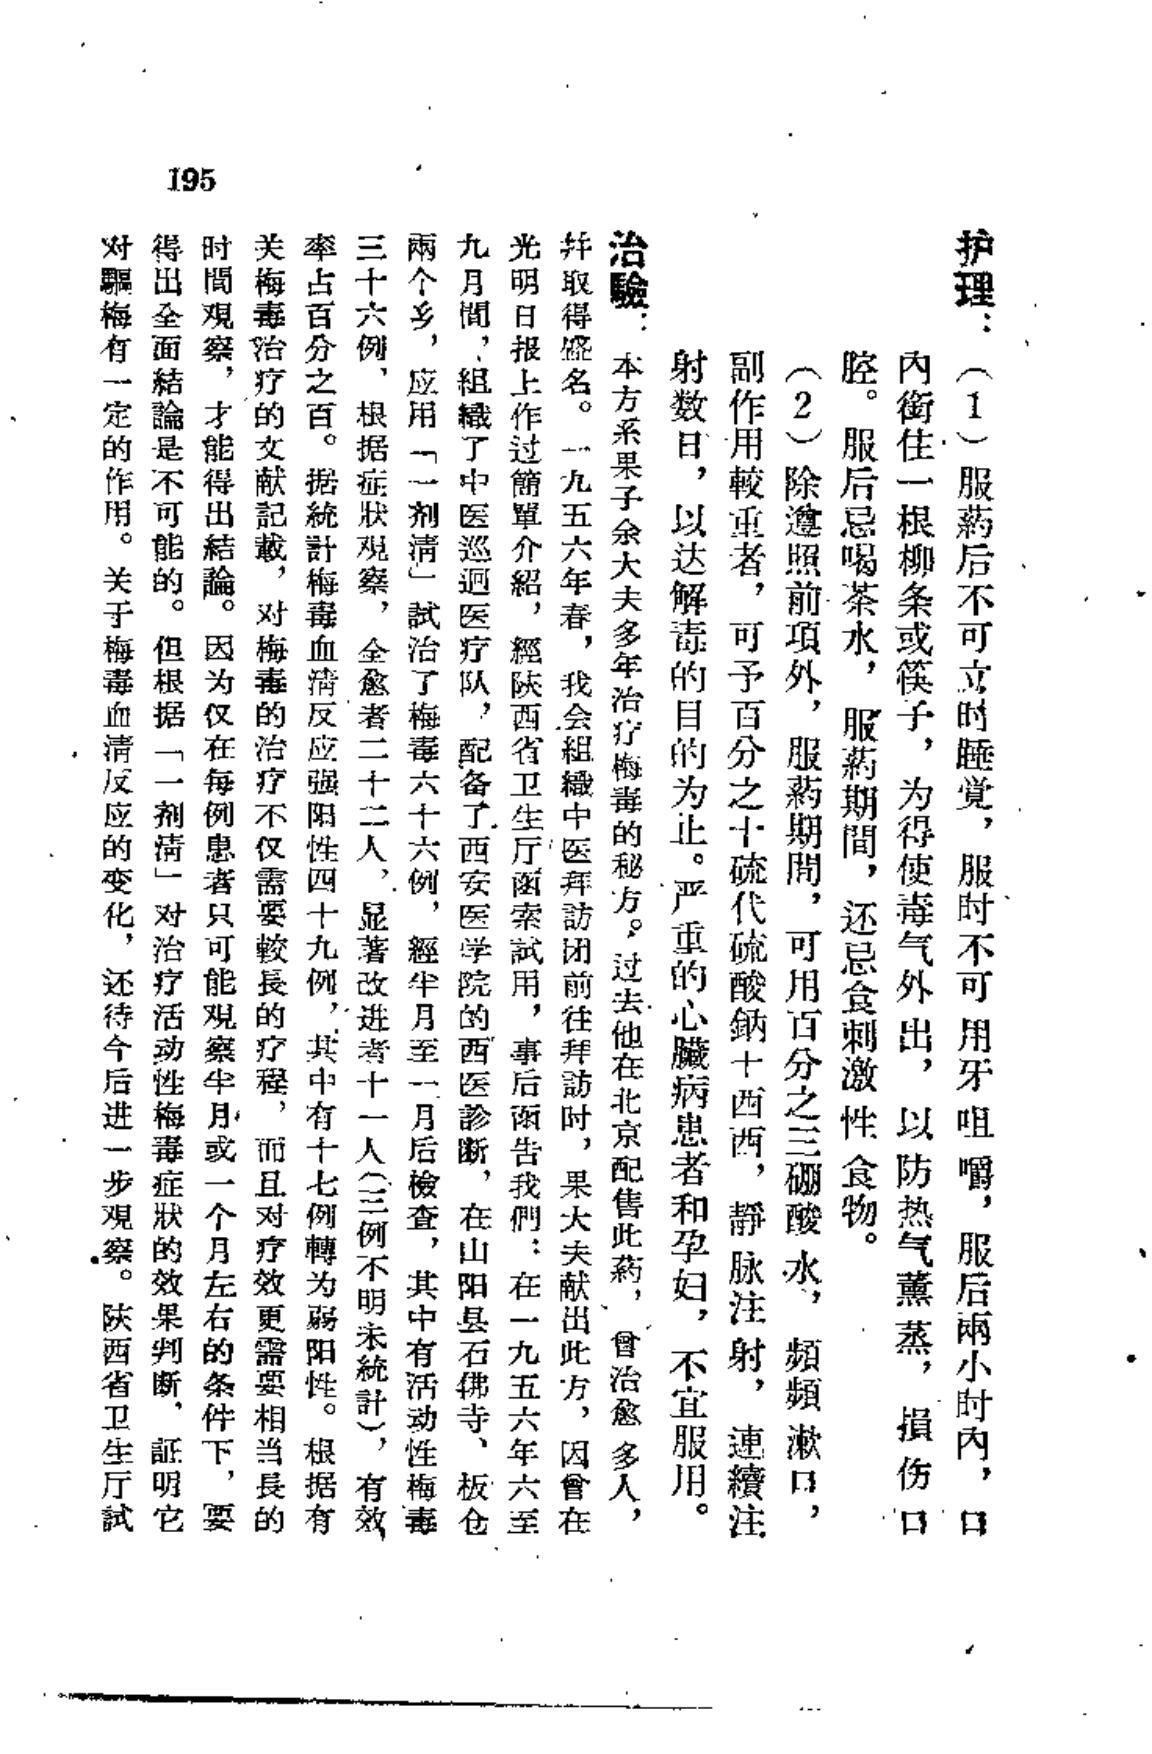 护理：（1）服葯后不可立时睡覚，服时不可用牙咀嚼，服后兩小时內，口
內銜住一根柳条或筷子，为得使毒气外出，以防热气薰蒸，損伤口
腔。服后忌喝茶水，服葯期間，还忌食刺激性食物。
（2）除遵照前項外，服葯期間，可用百分之三硼酸水，頻頻漱口，
副作用較重者，可予百分之十硫代硫酸鈉十西西，靜脉注射，連續注
射数日，以达解毒的目的为止。严重的心臟病患者和孕妇，不宜服用。
治驗：本方系果子余大夫多年治疗梅毒的秘方。过去他在北京配售此葯，曾治愈多人，
幷取得盛名。一九五六年春，我会組織中医拜訪团前往拜訪时，果大夫献出此方，因曾在
光明日报上作过簡單介紹，經陝西省卫生厅函索試用，事后函告我們：在一九五六年六至
九月間，組織了中医巡迴医疗队，配备了西安医学院的西医診断，在山阳县石佛寺、板仓
兩个乡，应用「一剂清」試治了梅毒六十六例，經半月至一月后檢查，其中有活动性梅毒
三十六例，根据症狀观察，全愈者二十二人，显著改进者十一人（三例不明未統計），有效
率占百分之百。据統計梅毒血清反应强阳性四十九例，其中有十七例轉为弱阳性。根据有
关梅毒治疗的文献記載，对梅毒的治疗不仅需要較長的疗程，而且对疗效更需要相当長的
时間观察，才能得出結論。因为仅在每例患者只可能观察半月或一个月左右的条件下，要
得出全面結論是不可能的。但根据「一剂清」对治疗活动性梅毒症狀的效果判断，証明它
对驅梅有一定的作用。关于梅毒血清反应的变化，还待今后进一步观察。陝西省卫生厅試
195